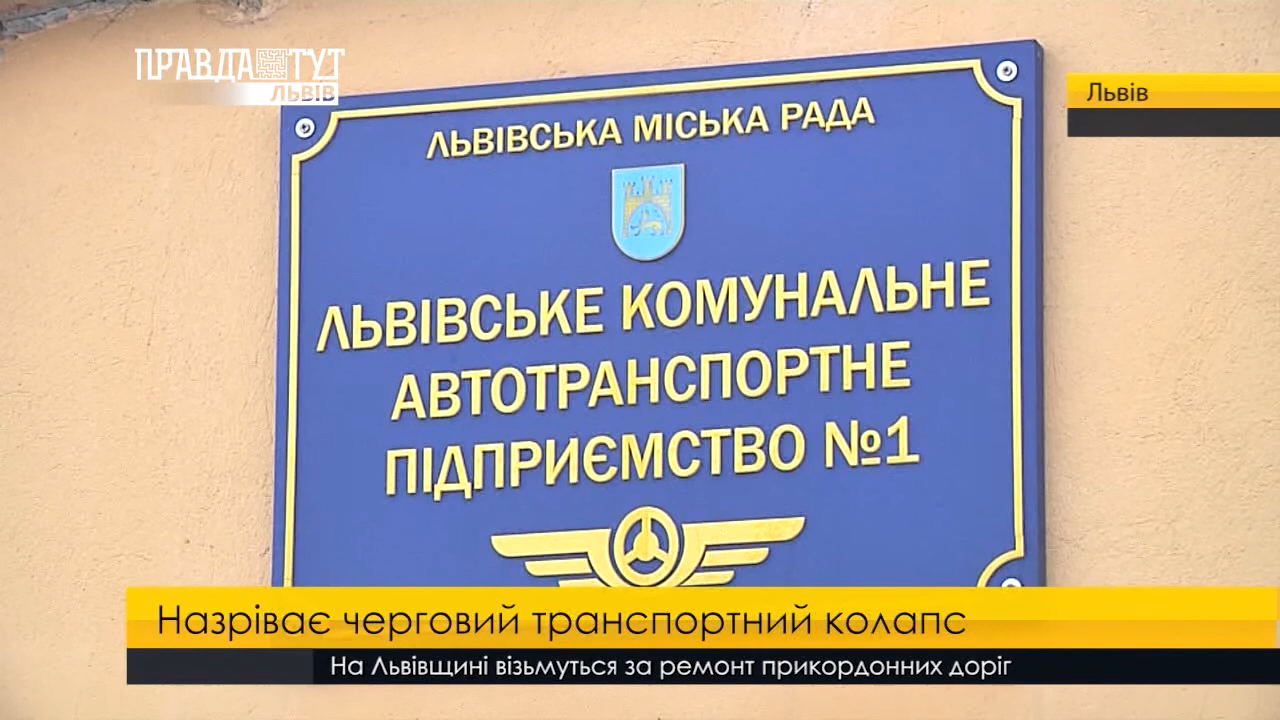 ПРАВДА ТУТ
ЛЬВІВ
Львів
ЛЬВІВСЬКА МІСЬКА РАДА
ЛЬВІВСЬКЕ КОМУНАЛЬНЕ
АВТОТРАНСПОРТНЕ
ПІДПРИЄМСТВО №1
Назріває черговий транспортний колапс
На Львівщині візьмуться за ремонт прикордонних доріг